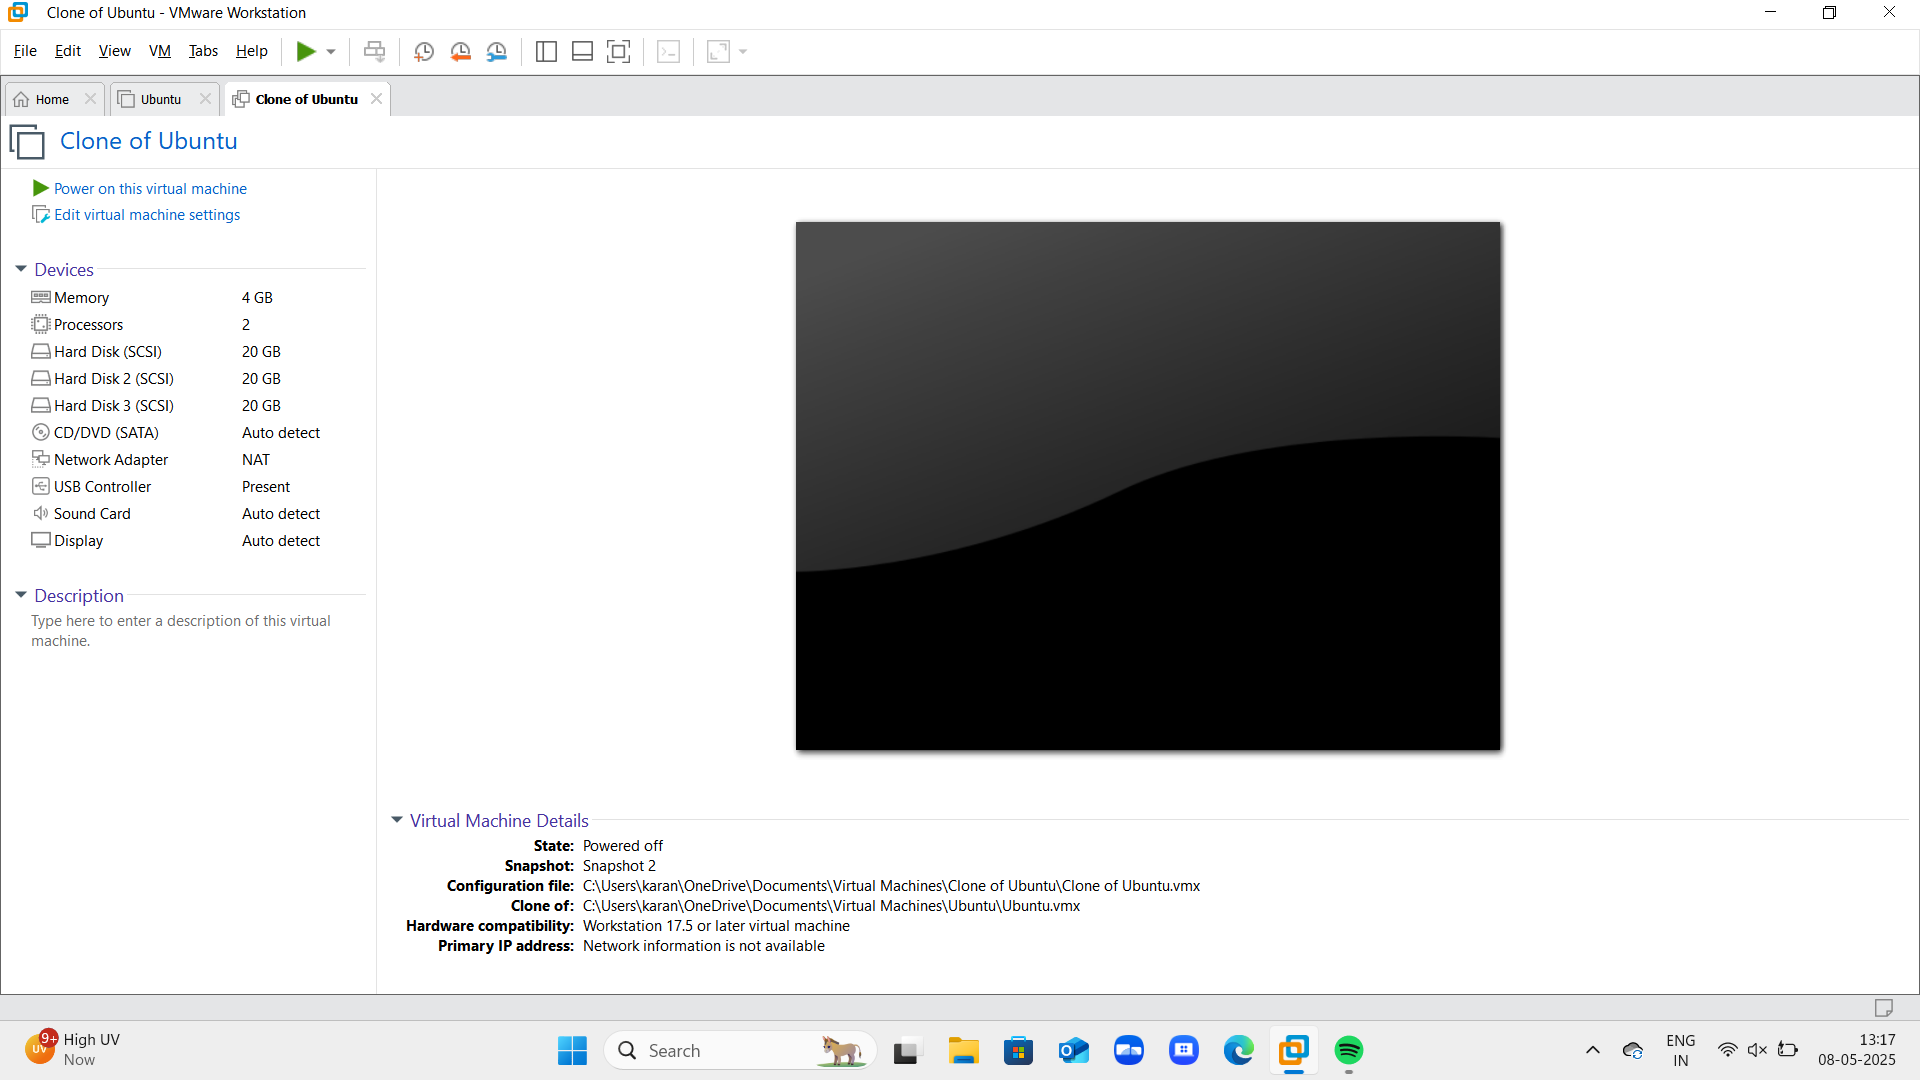 Clone of Ubuntu - VMware Workstation
File Edit View VM Tabs Help
Home Ubuntu Clone of Ubuntu
Clone of Ubuntu
Power on this virtual machine
Edit virtual machine settings
Devices
Memory 4 GB
Processors 2
Hard Disk (SCSI) 20 GB
Hard Disk 2 (SCSI) 20 GB
Hard Disk 3 (SCSI) 20 GB
CD/DVD (SATA) Auto detect
Network Adapter NAT
USB Controller Present
Sound Card Auto detect
Display Auto detect
Description
Type here to enter a description of this virtual
machine.
Virtual Machine Details
State: Powered off
Snapshot: Snapshot 2
Configuration file: C:\Users\karan\OneDrive\Documents\Virtual Machines\Clone of Ubuntu\Clone of Ubuntu.vmx
Clone of: C:\Users\karan\OneDrive\Documents\Virtual Machines\Ubuntu\Ubuntu.vmx
Hardware compatibility: Workstation 17.5 or later virtual machine
Primary IP address: Network information is not available
9+ UV High UV
Now
Search
ENG
IN
13:17
08-05-2025